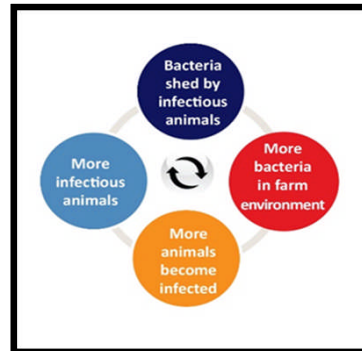 Bacteria
shed by
infectious
animals
More
bacteria
in farm
environment
More
animals
become
infected
More
infectious
animals